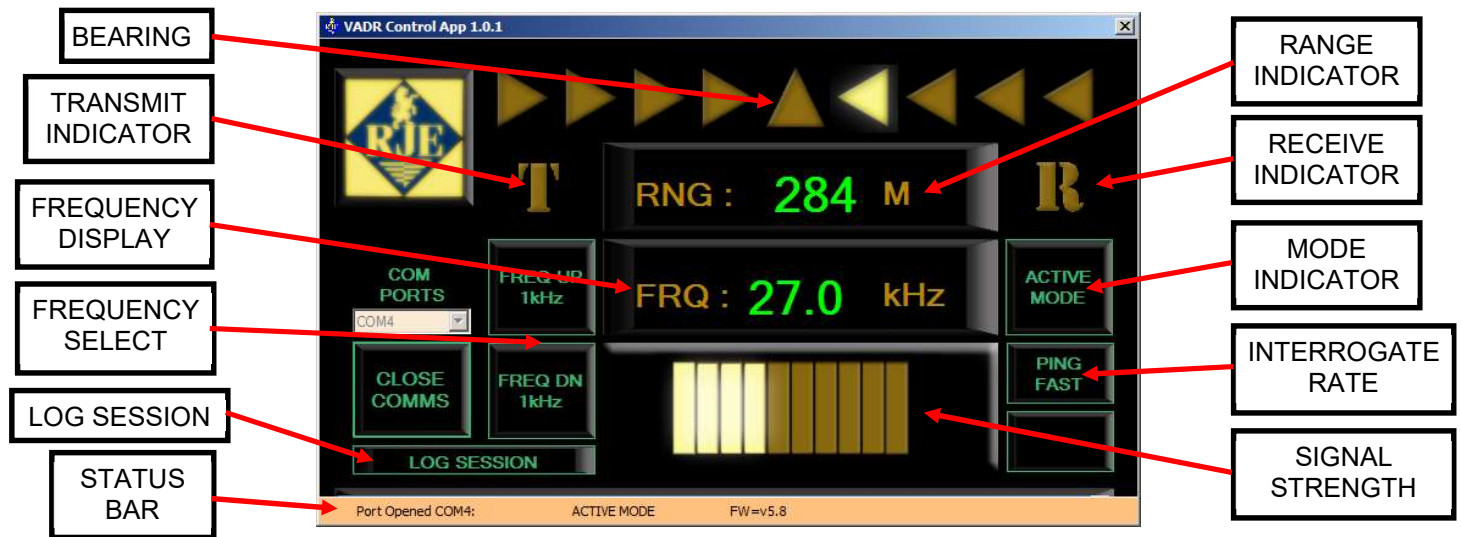 BEARING
TRANSMIT
INDICATOR
FREQUENCY
DISPLAY
FREQUENCY
SELECT
LOG SESSION
STATUS
BAR
VADR Control App 1.0.1
RJE
T
RNG : 284 M
R
COM
PORTS
COM4
FREQ UP
1kHz
FRQ : 27.0 kHz
ACTIVE
MODE
CLOSE
COMMS
FREQ DN
1kHz
PING
FAST
LOG SESSION
Port Opened COM4: ACTIVE MODE FW=v5.8
RANGE
INDICATOR
RECEIVE
INDICATOR
MODE
INDICATOR
INTERROGATE
RATE
SIGNAL
STRENGTH